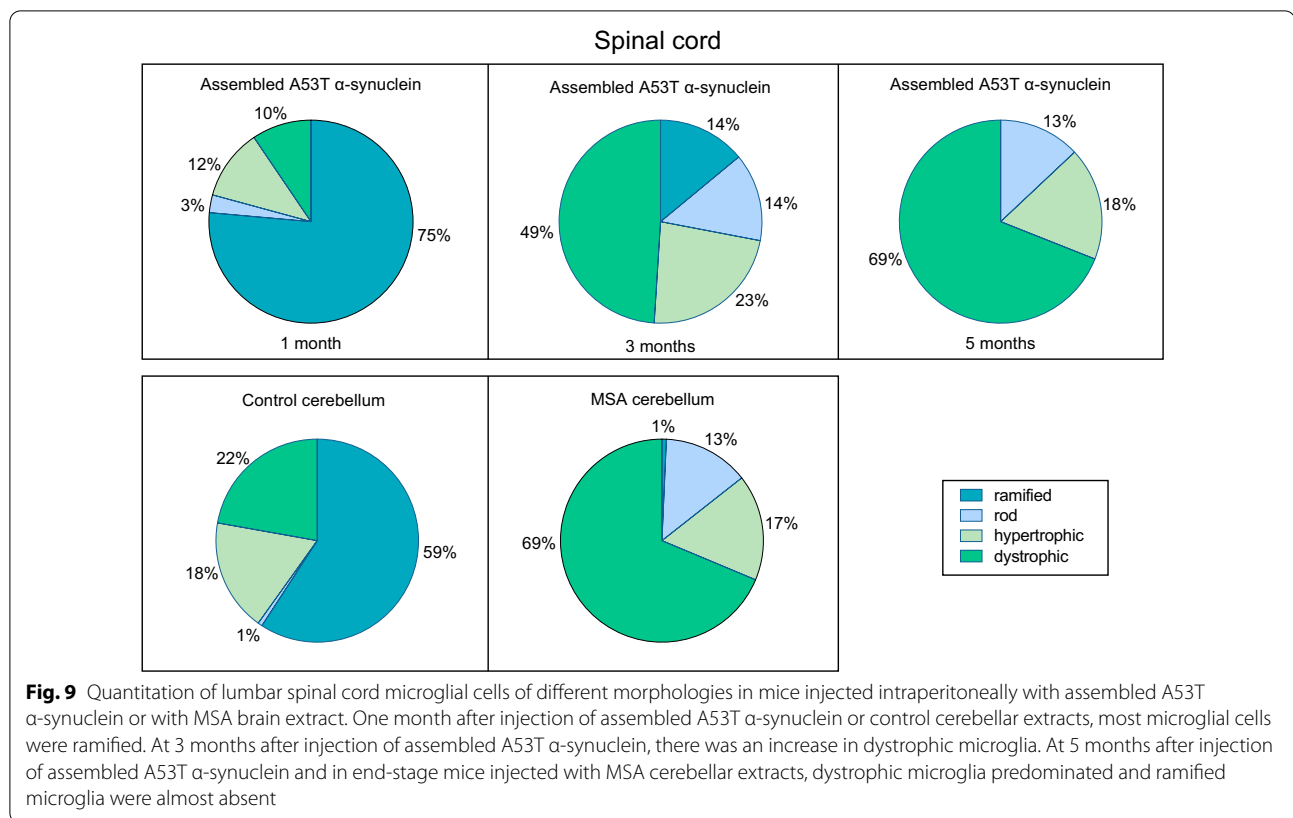 Spinal cord
Assembled A53T α-synuclein
10%
12%
3%
75%
1 month
Assembled A53T α-synuclein
14%
14%
49%
23%
3 months
Assembled A53T α-synuclein
13%
18%
69%
5 months
Control cerebellum
22%
59%
18%
1%
MSA cerebellum
1%
13%
17%
69%
ramified
rod
hypertrophic
dystrophic
Fig. 9 Quantitation of lumbar spinal cord microglial cells of different morphologies in mice injected intraperitoneally with assembled A53T
α-synuclein or with MSA brain extract. One month after injection of assembled A53T α-synuclein or control cerebellar extracts, most microglial cells
were ramified. At 3 months after injection of assembled A53T α-synuclein, there was an increase in dystrophic microglia. At 5 months after injection
of assembled A53T α-synuclein and in end-stage mice injected with MSA cerebellar extracts, dystrophic microglia predominated and ramified
microglia were almost absent